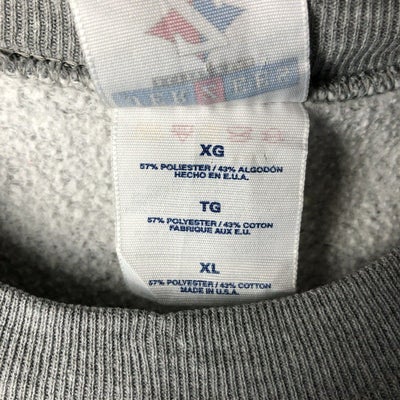 XG
57% POLIESTER / 43% ALGODÓN
HECHO EN E.U.A.
TG
57% POLYESTER / 43% COTON
FABRIQUE AUX E.U.
XL
57% POLYESTER / 43% COTTON
MADE IN U.S.A.